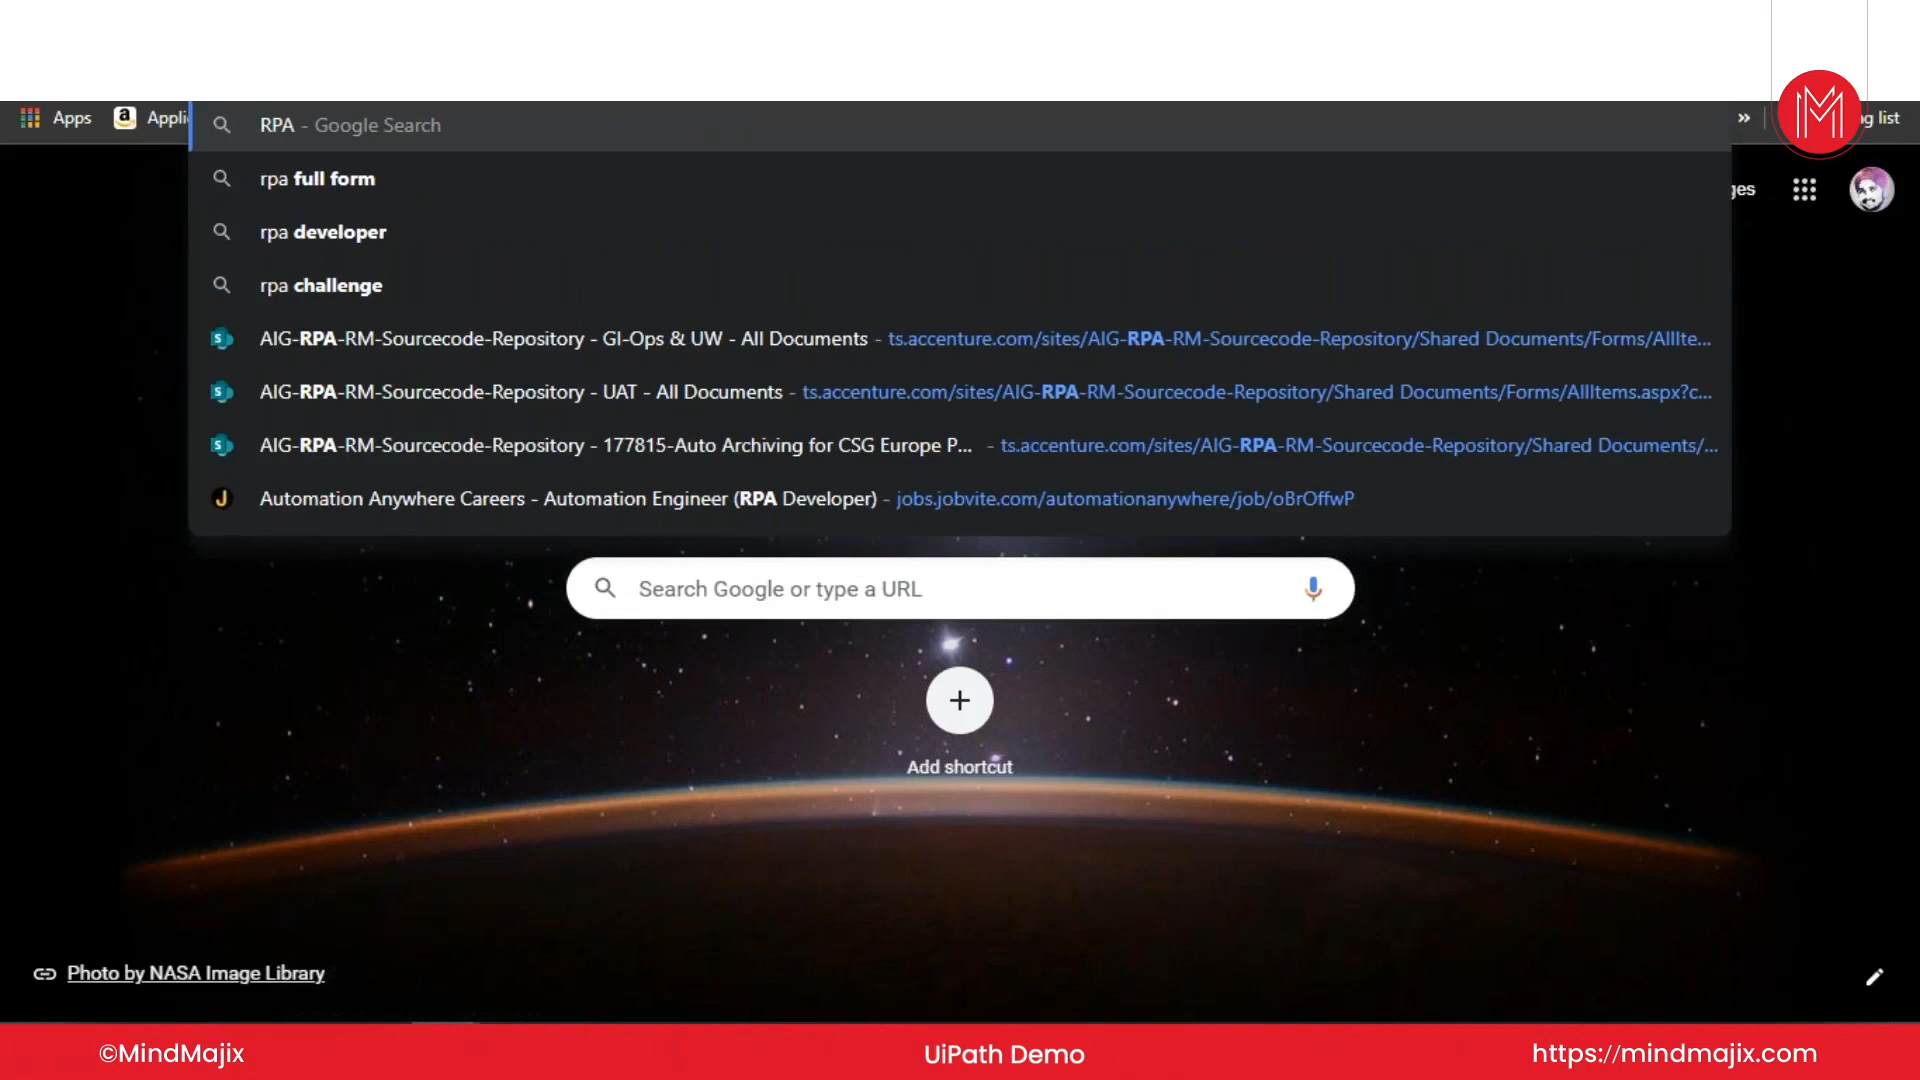 Apps
RPA - Google Search
rpa full form
rpa developer
rpa challenge
AIG-RPA-RM-Sourcecode-Repository - GI-Ops & UW - All Documents - ts.accenture.com/sites/AIG-RPA-RM-Sourcecode-Repository/Shared Documents/Forms/AllIte...
AIG-RPA-RM-Sourcecode-Repository - UAT - All Documents - ts.accenture.com/sites/AIG-RPA-RM-Sourcecode-Repository/Shared Documents/Forms/AllItems.aspx?c...
AIG-RPA-RM-Sourcecode-Repository - 177815-Auto Archiving for CSG Europe P... - ts.accenture.com/sites/AIG-RPA-RM-Sourcecode-Repository/Shared Documents/...
Automation Anywhere Careers - Automation Engineer (RPA Developer) - jobs.jobvite.com/automationanywhere/job/oBrOffwP
Search Google or type a URL
Add shortcut
Photo by NASA Image Library
©MindMajix
UiPath Demo
https://mindmajix.com
list